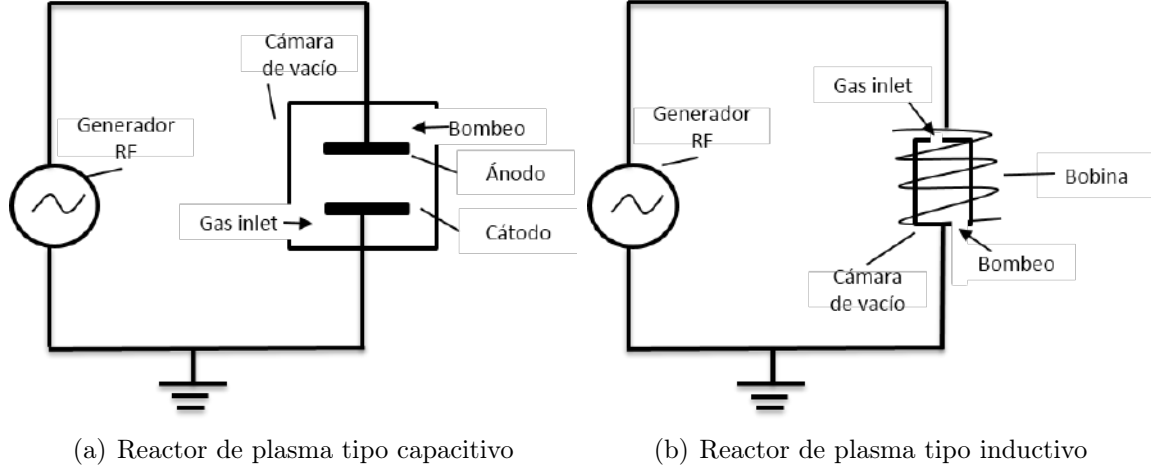 Cámara
de vacío
Generador
RF
Bombeo
Ánodo
Gas inlet
Cátodo
(a) Reactor de plasma tipo capacitivo
Gas inlet
Generador
RF
Bobina
Cámara
de vacío
Bombeo
(b) Reactor de plasma tipo inductivo